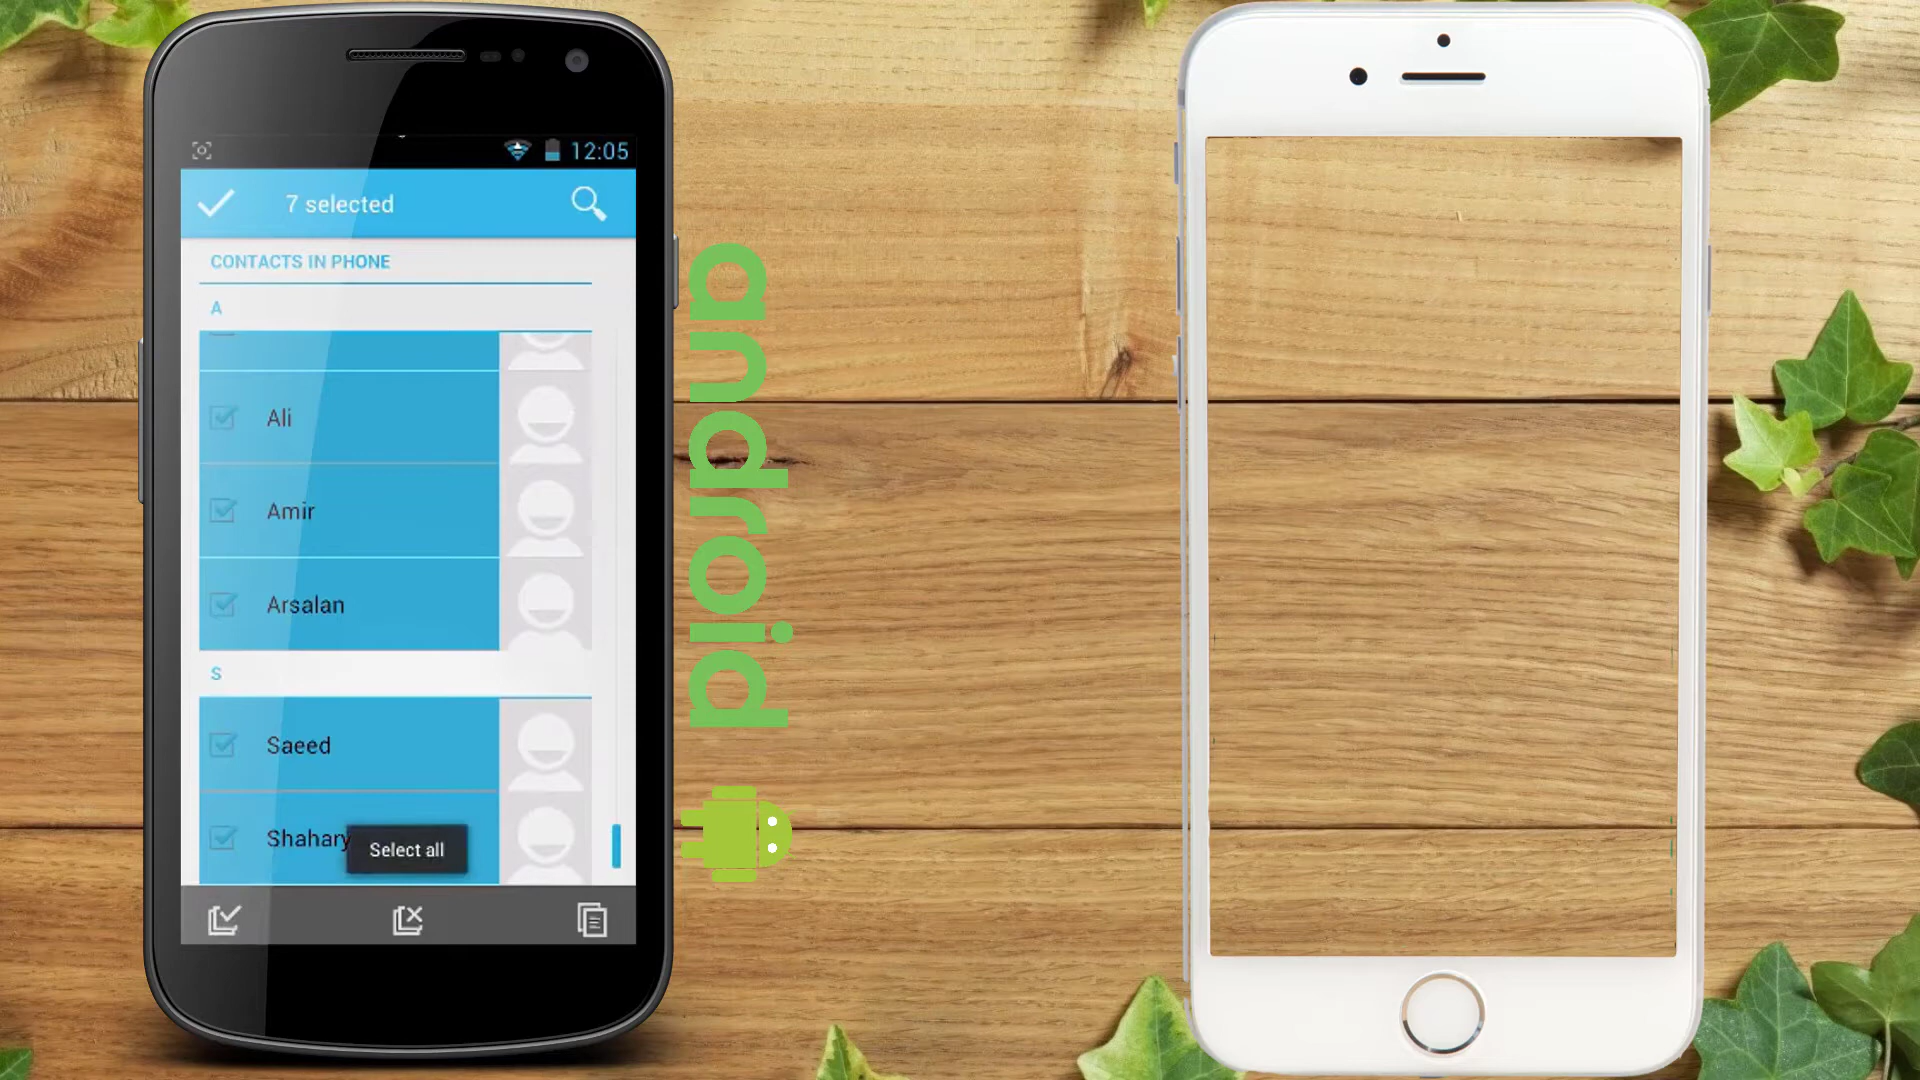 12:05
7 selected
CONTACTS IN PHONE
A
Ali
Amir
Arsalan
S
Saeed
Shahary
Select all
android